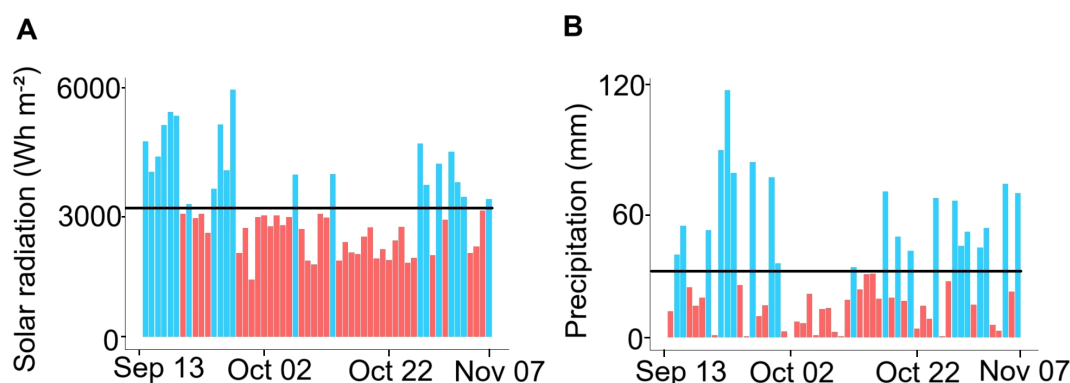 A
Solar radiation (Wh m⁻²)
6000
3000
0
Sep 13 Oct 02 Oct 22 Nov 07
B
Precipitation (mm)
120
60
0
Sep 13 Oct 02 Oct 22 Nov 07